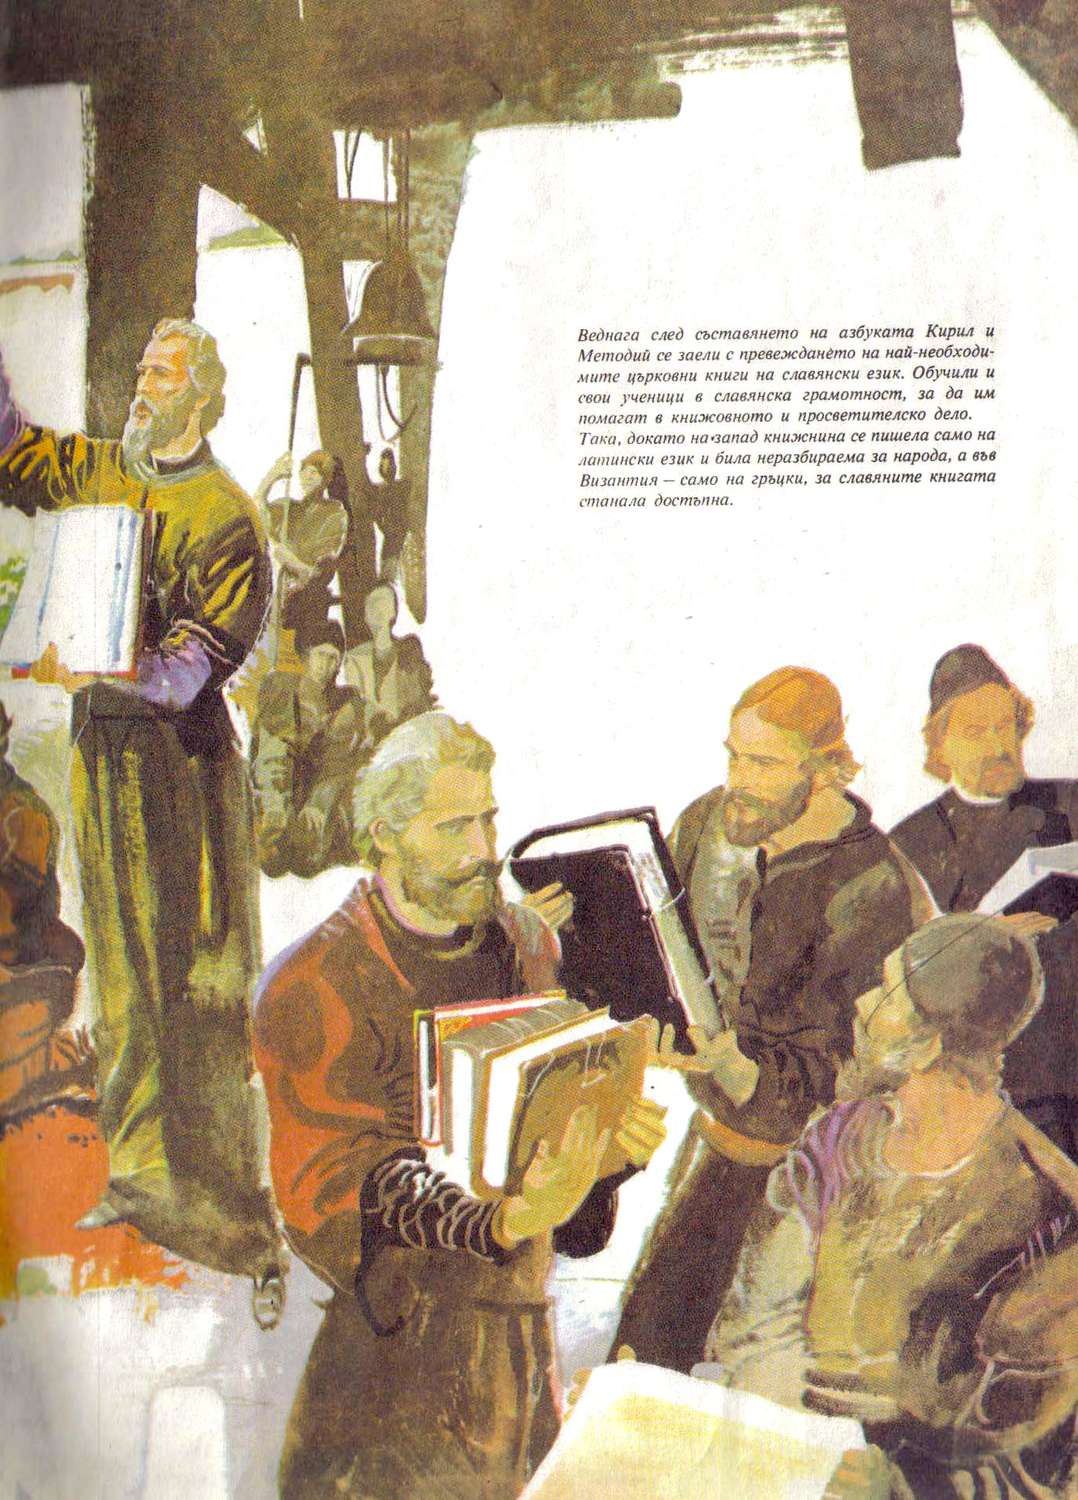 Веднага след съставянето на азбуката Кирил и
Методий се заели с превеждането на най-необходи-
мите църковни книги на славянски език. Обучили и
свои ученици в славянска грамотност, за да им
помагат в книжовното и просветителско дело.
Така, докато на запад книжнина се пишела само на
латински език и била неразбираема за народа, а във
Византия — само на гръцки, за славяните книгата
станала достъпна.